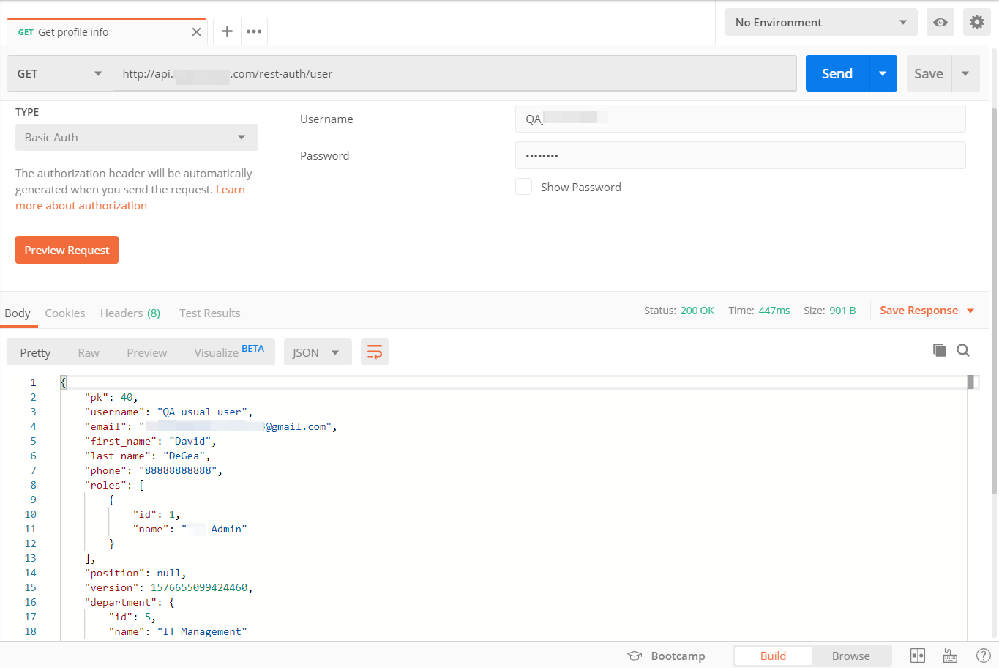 GET Get profile info
No Environment
GET http://api. .com/rest-auth/user Send Save
TYPE
Basic Auth
The authorization header will be automatically
generated when you send the request. Learn
more about authorization
Preview Request
Username QA_
Password ••••••••
Show Password
Body Cookies Headers (8) Test Results Status: 200 OK Time: 447ms Size: 901 B Save Response
Pretty Raw Preview Visualize BETA JSON
1 {
2 "pk": 40,
3 "username": "QA_usual_user",
4 "email": " @gmail.com",
5 "first_name": "David",
6 "last_name": "DeGea",
7 "phone": "88888888888",
8 "roles": [
9 {
10 "id": 1,
11 "name": " Admin"
12 }
13 ],
14 "position": null,
15 "version": 1576655099424460,
16 "department": {
17 "id": 5,
18 "name": "IT Management"
Bootcamp Build Browse